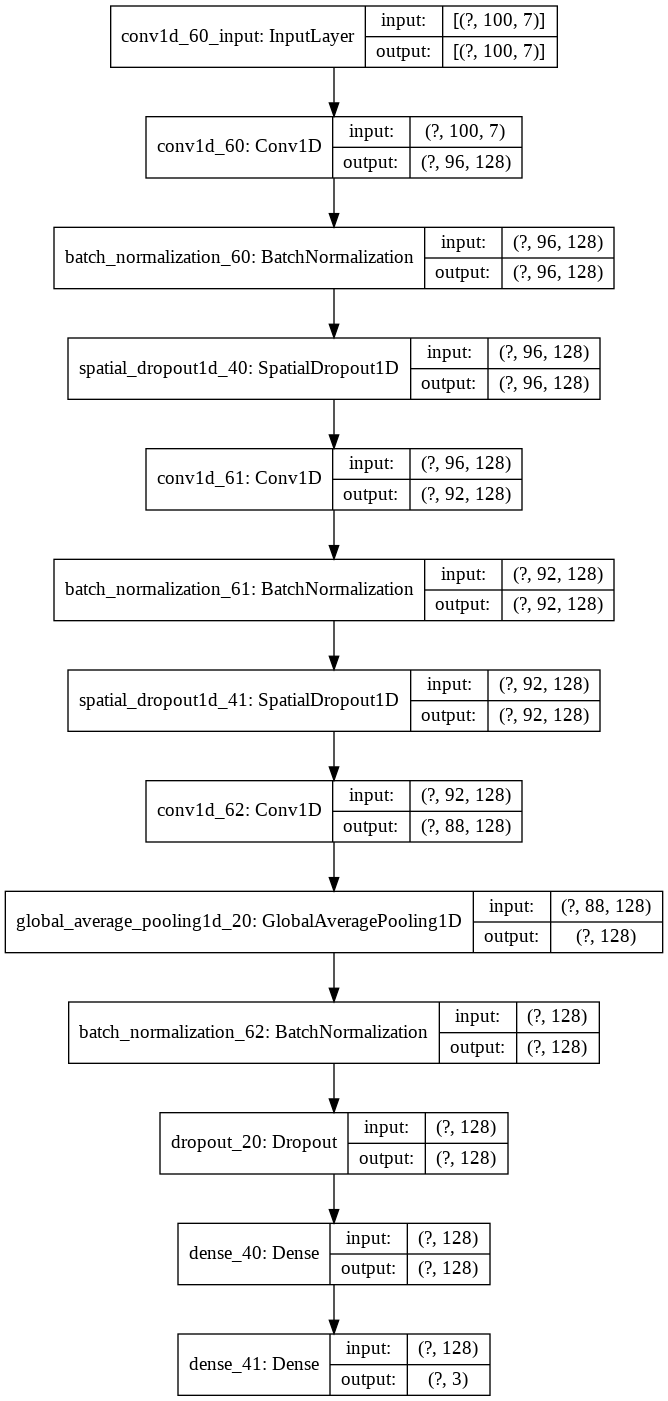 conv1d_60_input: InputLayer
input: [(?, 100, 7)]
output: [(?, 100, 7)]
conv1d_60: Conv1D
input: (?, 100, 7)
output: (?, 96, 128)
batch_normalization_60: BatchNormalization
input: (?, 96, 128)
output: (?, 96, 128)
spatial_dropout1d_40: SpatialDropout1D
input: (?, 96, 128)
output: (?, 96, 128)
conv1d_61: Conv1D
input: (?, 96, 128)
output: (?, 92, 128)
batch_normalization_61: BatchNormalization
input: (?, 92, 128)
output: (?, 92, 128)
spatial_dropout1d_41: SpatialDropout1D
input: (?, 92, 128)
output: (?, 92, 128)
conv1d_62: Conv1D
input: (?, 92, 128)
output: (?, 88, 128)
global_average_pooling1d_20: GlobalAveragePooling1D
input: (?, 88, 128)
output: (?, 128)
batch_normalization_62: BatchNormalization
input: (?, 128)
output: (?, 128)
dropout_20: Dropout
input: (?, 128)
output: (?, 128)
dense_40: Dense
input: (?, 128)
output: (?, 128)
dense_41: Dense
input: (?, 128)
output: (?, 3)